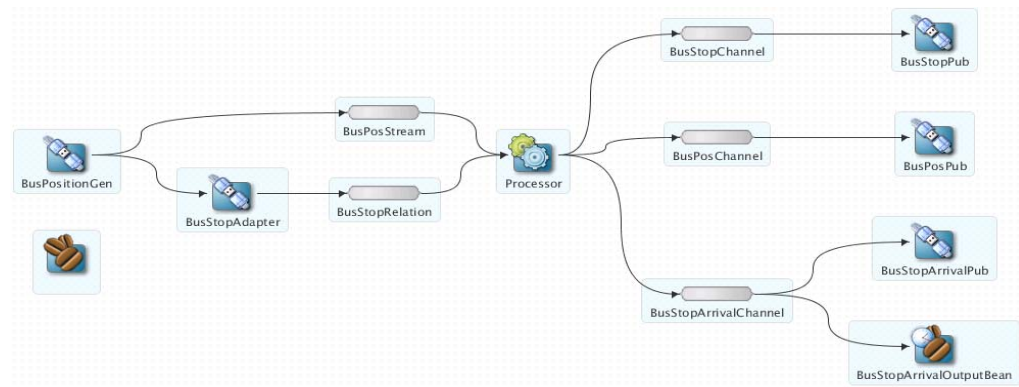 BusStopChannel
BusStopPub
BusPosStream
BusPositionGen
Processor
BusPosChannel
BusPosPub
BusStopAdapter
BusStopRelation
BusStopArrivalPub
BusStopArrivalChannel
BusStopArrivalOutputBean